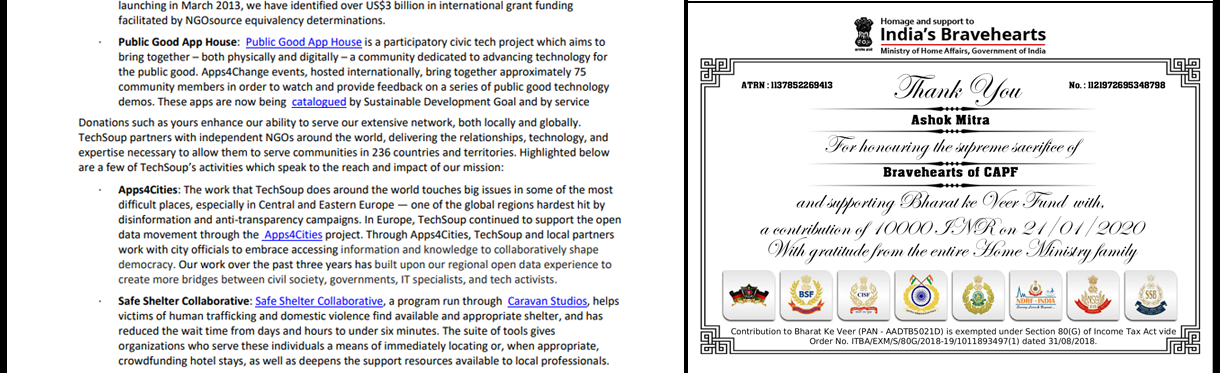 launching in March 2013, we have identified over US$3 billion in international grant funding
facilitated by NGOsource equivalency determinations.
· Public Good App House: Public Good App House is a participatory civic tech project which aims to
bring together – both physically and digitally – a community dedicated to advancing technology for
the public good. Apps4Change events, hosted internationally, bring together approximately 75
community members in order to watch and provide feedback on a series of public good technology
demos. These apps are now being catalogued by Sustainable Development Goal and by service
Donations such as yours enhance our ability to serve our extensive network, both locally and globally.
TechSoup partners with independent NGOs around the world, delivering the relationships, technology, and
expertise necessary to allow them to serve communities in 236 countries and territories. Highlighted below
are a few of TechSoup's activities which speak to the reach and impact of our mission:
· Apps4Cities: The work that TechSoup does around the world touches big issues in some of the most
difficult places, especially in Central and Eastern Europe — one of the global regions hardest hit by
disinformation and anti-transparency campaigns. In Europe, TechSoup continued to support the open
data movement through the Apps4Cities project. Through Apps4Cities, TechSoup and local partners
work with city officials to embrace accessing information and knowledge to collaboratively shape
democracy. Our work over the past three years has built upon our regional open data experience to
create more bridges between civil society, governments, IT specialists, and tech activists.
· Safe Shelter Collaborative: Safe Shelter Collaborative, a program run through Caravan Studios, helps
victims of human trafficking and domestic violence find available and appropriate shelter, and has
reduced the wait time from days and hours to under six minutes. The suite of tools gives
organizations who serve these individuals a means of immediately locating or, when appropriate,
crowdfunding hotel stays, as well as deepens the support resources available to local professionals.
Homage and support to
India's Bravehearts
Ministry of Home Affairs, Government of India
ATRN : 1137852269413
No. : 1121972695348798
Thank You
Ashok Mitra
For honouring the supreme sacrifice of
Bravehearts of CAPF
and supporting Bharat ke Veer Fund with,
a contribution of 10000 INR on 21/01/2020
With gratitude from the entire Home Ministry family
BSF
CISF
NDRF - INDIA
NSG
SSB
Contribution to Bharat Ke Veer (PAN - AADTB5021D) is exempted under Section 80(G) of Income Tax Act vide
Order No. ITBA/EXM/S/80G/2018-19/1011893497(1) dated 31/08/2018.